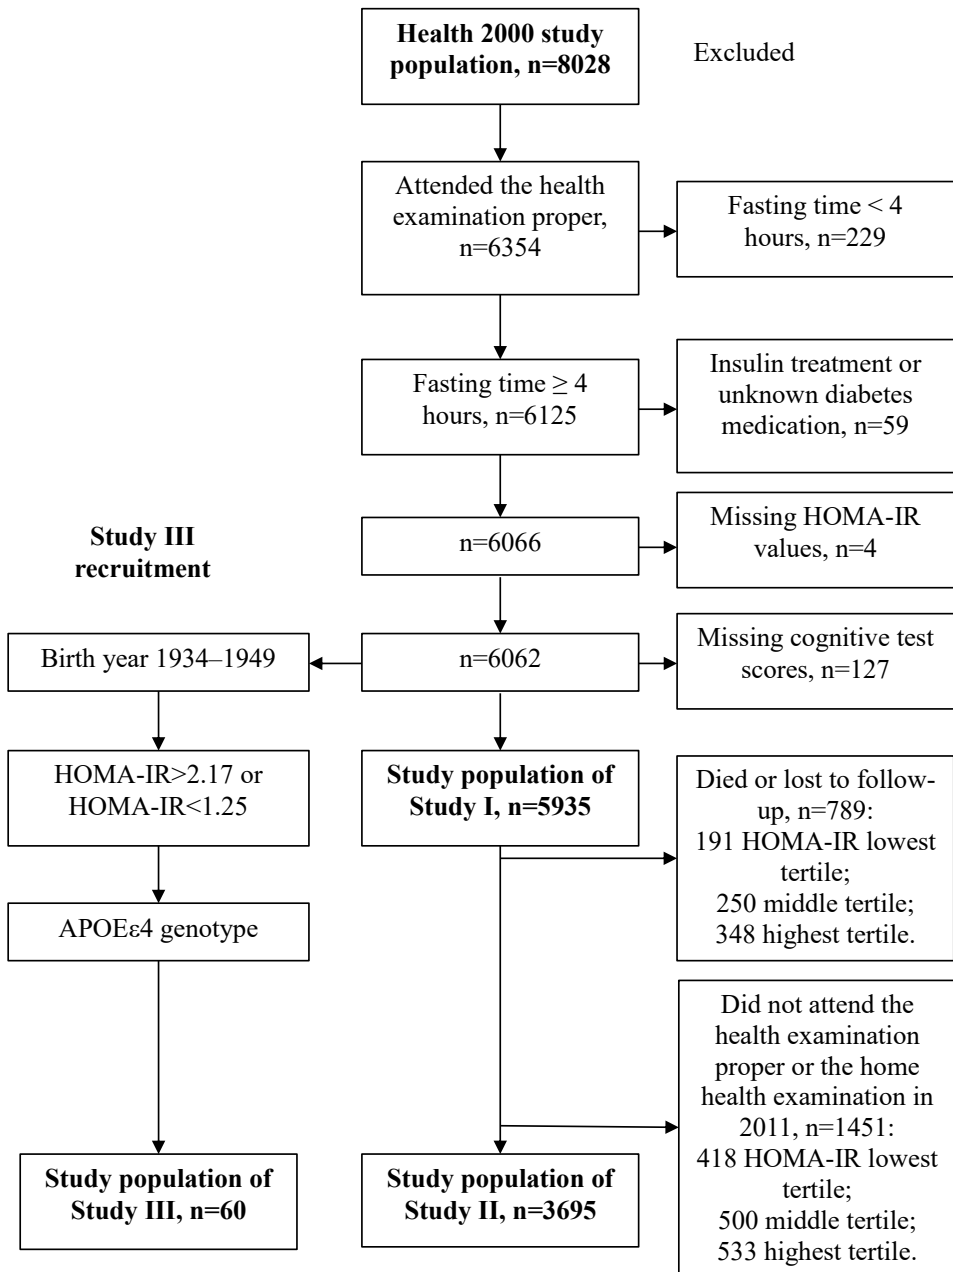 Health 2000 study
population, n=8028
Excluded
Attended the health
examination proper,
n=6354
Fasting time < 4
hours, n=229
Fasting time ≥ 4
hours, n=6125
Insulin treatment or
unknown diabetes
medication, n=59
Study III
recruitment
n=6066
Missing HOMA-IR
values, n=4
Birth year 1934–1949
n=6062
Missing cognitive test
scores, n=127
HOMA-IR>2.17 or
HOMA-IR<1.25
Study population of
Study I, n=5935
Died or lost to follow-
up, n=789:
191 HOMA-IR lowest
tertile;
250 middle tertile;
348 highest tertile.
APOEε4 genotype
Did not attend the
health examination
proper or the home
health examination in
2011, n=1451:
418 HOMA-IR lowest
tertile;
500 middle tertile;
533 highest tertile.
Study population of
Study III, n=60
Study population of
Study II, n=3695